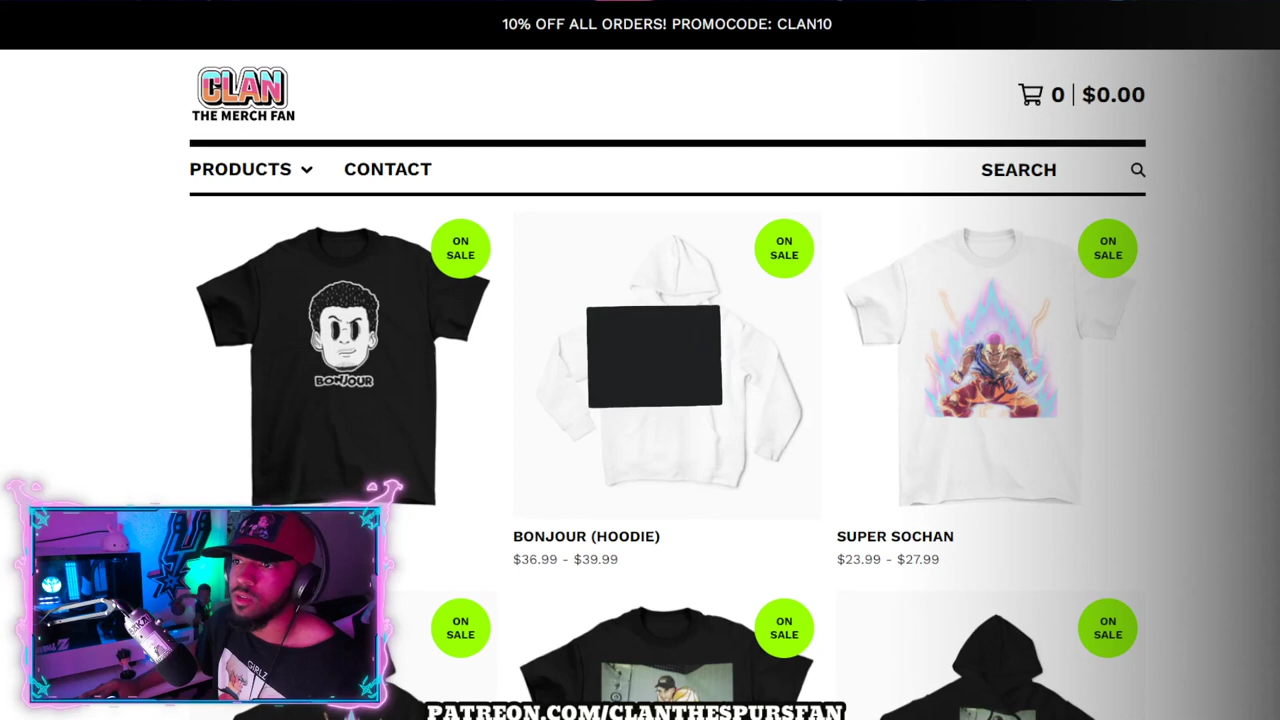 10% OFF ALL ORDERS! PROMOCODE: CLAN10
CLAN
THE MERCH FAN
0 | $0.00
PRODUCTS
CONTACT
SEARCH
ON
SALE
ON
SALE
ON
SALE
BONJOUR
BONJOUR (HOODIE)
$36.99 - $39.99
SUPER SOCHAN
$23.99 - $27.99
ON
SALE
ON
SALE
ON
SALE
GIRLZ
PATREON.COM/CLANTHESPURSFAN